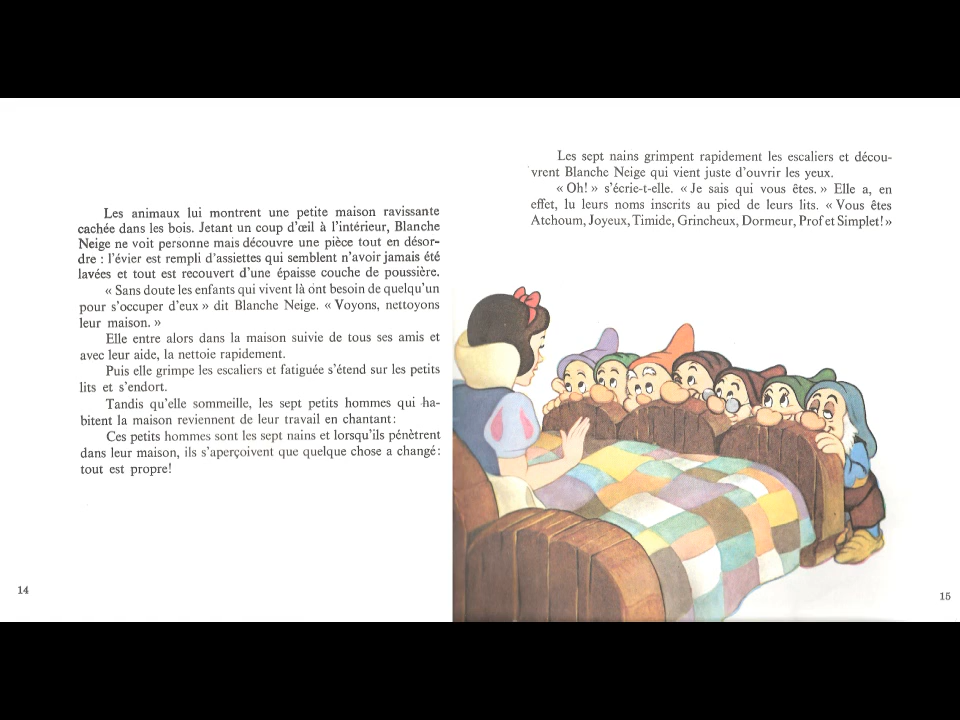 Les animaux lui montrent une petite maison ravissante
cachée dans les bois. Jetant un coup d'œil à l'intérieur, Blanche
Neige ne voit personne mais découvre une pièce tout en désor-
dre : l'évier est rempli d'assiettes qui semblent n'avoir jamais été
lavées et tout est recouvert d'une épaisse couche de poussière.
« Sans doute les enfants qui vivent là ont besoin de quelqu'un
pour s'occuper d'eux » dit Blanche Neige. « Voyons, nettoyons
leur maison. »
Elle entre alors dans la maison suivie de tous ses amis et
avec leur aide, la nettoie rapidement.
Puis elle grimpe les escaliers et fatiguée s'étend sur les petits
lits et s'endort.
Tandis qu'elle sommeille, les sept petits hommes qui ha-
bitent la maison reviennent de leur travail en chantant :
Ces petits hommes sont les sept nains et lorsqu'ils pénètrent
dans leur maison, ils s'aperçoivent que quelque chose a changé :
tout est propre!
14
Les sept nains grimpent rapidement les escaliers et décou-
vrent Blanche Neige qui vient juste d'ouvrir les yeux.
« Oh! » s'écrie-t-elle. « Je sais qui vous êtes. » Elle a, en
effet, lu leurs noms inscrits au pied de leurs lits. « Vous êtes
Atchoum, Joyeux, Timide, Grincheux, Dormeur, Prof et Simplet! »
15